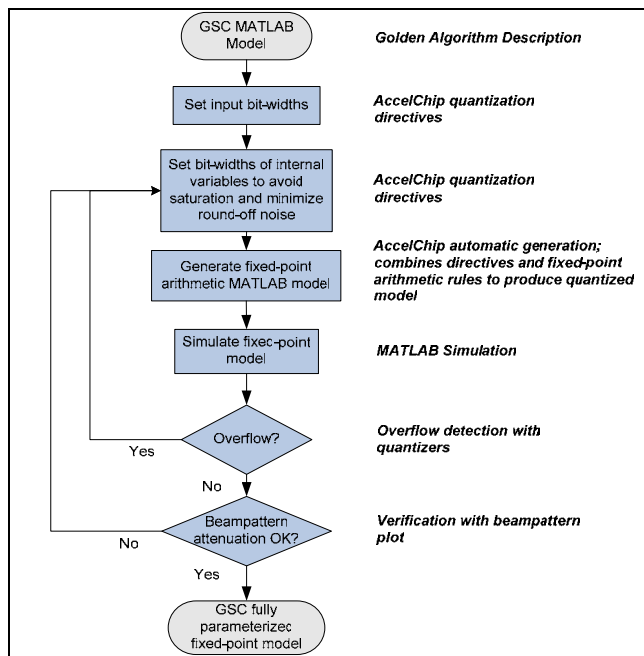 GSC MATLAB
Model
Golden Algorithm Description
Set input bit-widths
AccelChip quantization
directives
Set bit-widths of internal
variables to avoid
saturation and minimize
round-off noise
AccelChip quantization
directives
Generate fixed-point
arithmetic MATLAB model
AccelChip automatic generation;
combines directives and fixed-point
arithmetic rules to produce quantized
model
Simulate fixed-point
model
MATLAB Simulation
Overflow?
Overflow detection with
quantizers
Yes
No
Beampattern
attenuation OK?
Verification with beampattern
plot
No
Yes
GSC fully
parameterized
fixed-point model